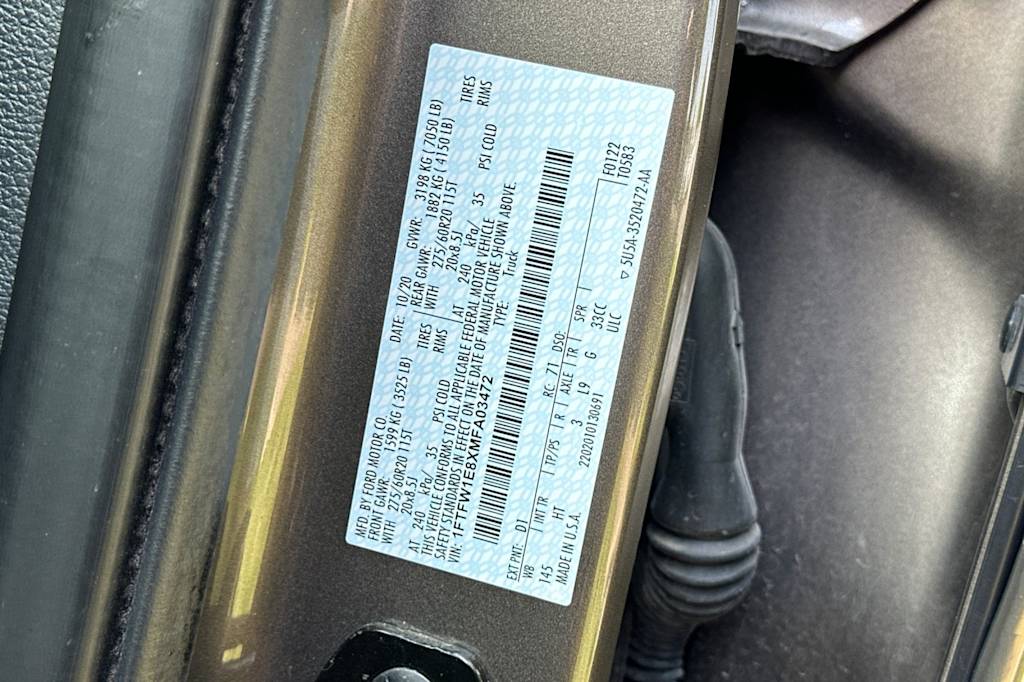 MFD. BY FORD MOTOR CO.
DATE: 10/20 GVWR: 3198 KG ( 7050 LB)
FRONT GAWR: 1599 KG ( 3525 LB) REAR GAWR: 1882 KG ( 4150 LB)
WITH 275/60R20 115T TIRES WITH 275/60R20 115T TIRES
20x8.5J RIMS 20x8.5J RIMS
AT 240 kPa/ 35 PSI COLD AT 240 kPa/ 35 PSI COLD
THIS VEHICLE CONFORMS TO ALL APPLICABLE FEDERAL MOTOR VEHICLE
SAFETY STANDARDS IN EFFECT ON THE DATE OF MANUFACTURE SHOWN ABOVE.
VIN: 1FTFW1E8XMFA03472 TYPE: Truck
EXT PNT: D1 RC: 71 DSO: F0122
W8 T0583
INT TR TP/PS R AXLE TR SPR
145 HT 3 L9 G 33CC
MADE IN U.S.A. 2202010130691 ULC
▽ 5U5A-3520472-AA